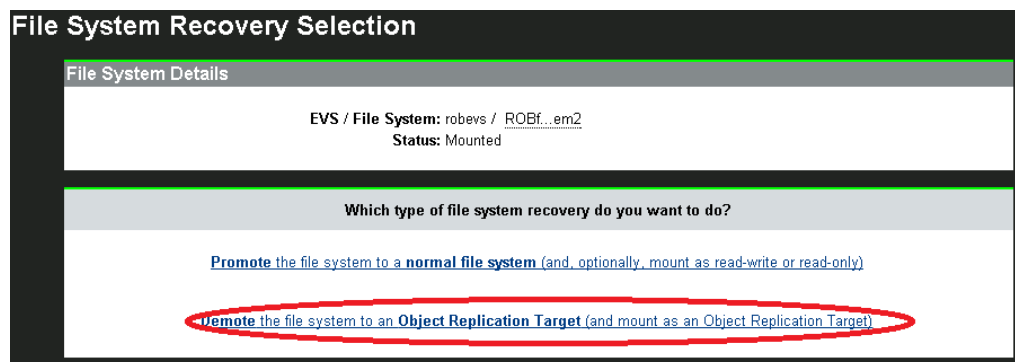 File System Recovery Selection
File System Details
EVS / File System: robevs / ROBf...em2
Status: Mounted
Which type of file system recovery do you want to do?
Promote the file system to a normal file system (and, optionally, mount as read-write or read-only)
Demote the file system to an Object Replication Target (and mount as an Object Replication Target)